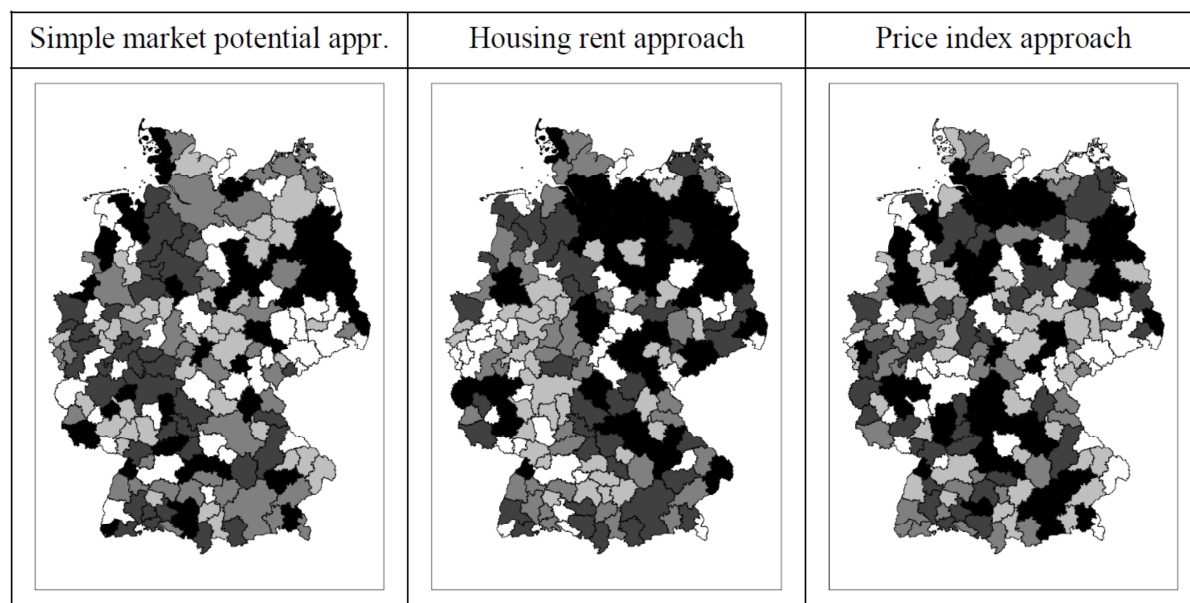 Simple market potential appr.
Housing rent approach
Price index approach